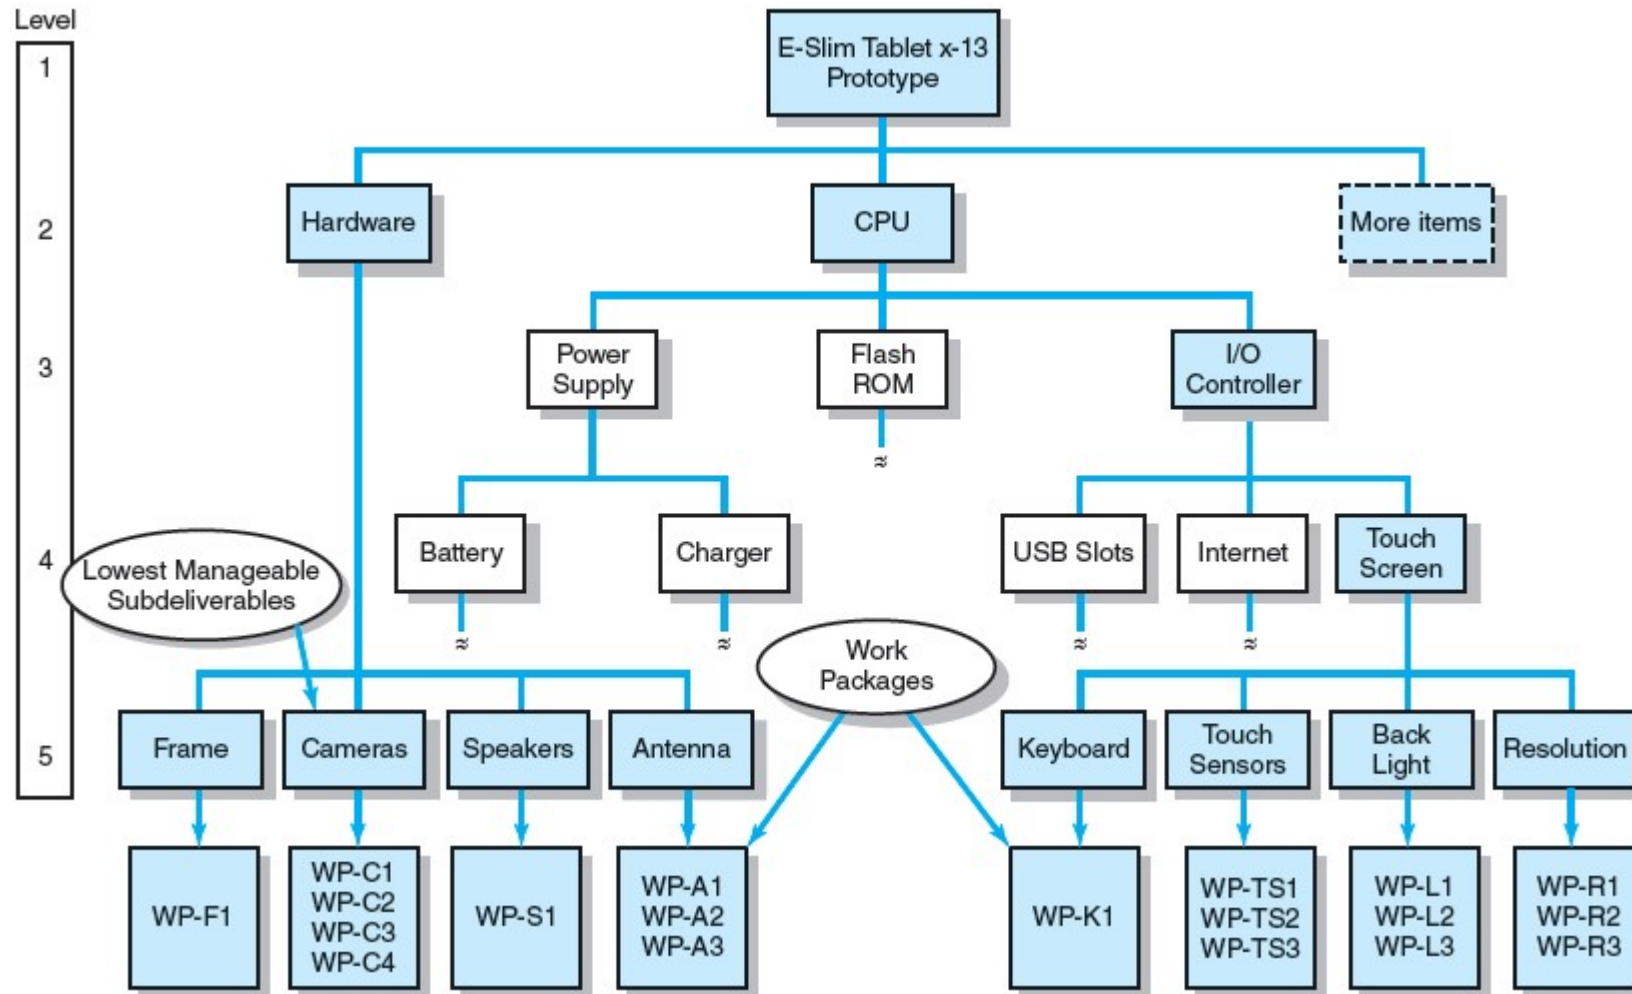 Level
1
E-Slim Tablet x-13
Prototype
2
Hardware
CPU
More items
3
Power
Supply
Flash
ROM
I/O
Controller
4
Lowest Manageable
Subdeliverables
Battery
Charger
USB Slots
Internet
Touch
Screen
Work
Packages
5
Frame
Cameras
Speakers
Antenna
Keyboard
Touch
Sensors
Back
Light
Resolution
WP-F1
WP-C1
WP-C2
WP-C3
WP-C4
WP-S1
WP-A1
WP-A2
WP-A3
WP-K1
WP-TS1
WP-TS2
WP-TS3
WP-L1
WP-L2
WP-L3
WP-R1
WP-R2
WP-R3